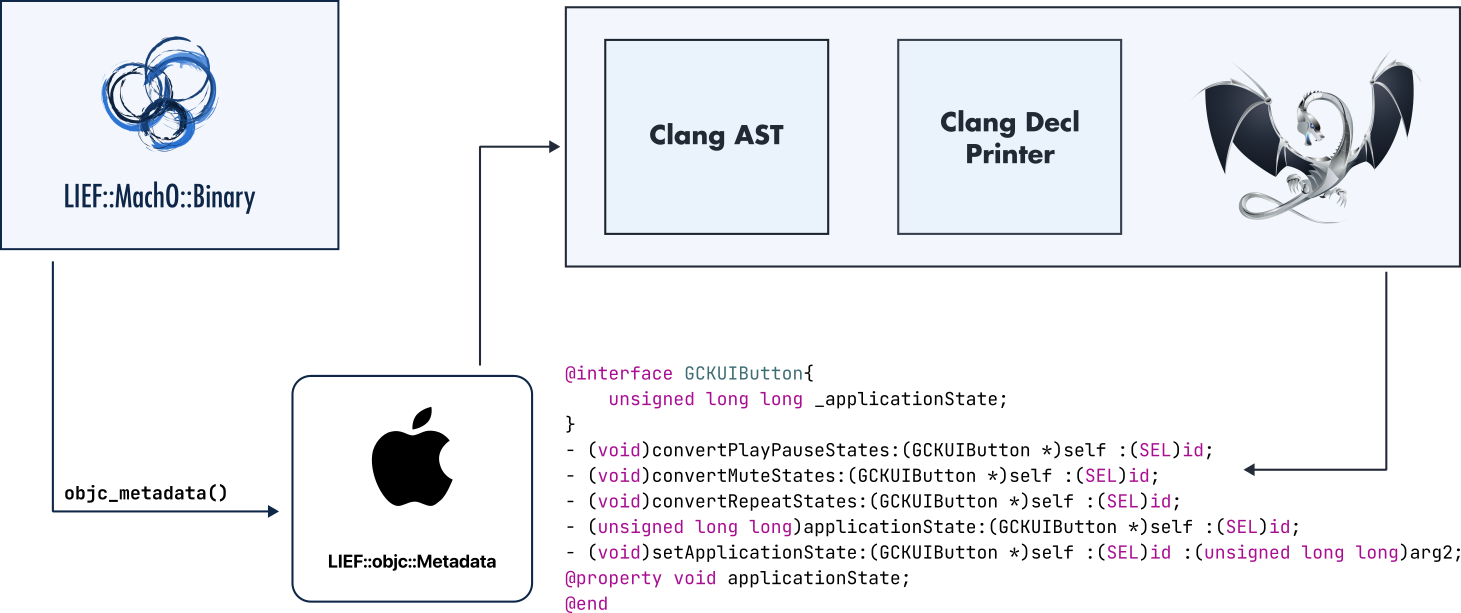 LIEF::MachO::Binary
Clang AST
Clang Decl
Printer
objc_metadata()
LIEF::objc::Metadata
@interface GCKUIButton{
    unsigned long long _applicationState;
}
- (void)convertPlayPauseStates:(GCKUIButton *)self :(SEL)id;
- (void)convertMuteStates:(GCKUIButton *)self :(SEL)id;
- (void)convertRepeatStates:(GCKUIButton *)self :(SEL)id;
- (unsigned long long)applicationState:(GCKUIButton *)self :(SEL)id;
- (void)setApplicationState:(GCKUIButton *)self :(SEL)id :(unsigned long long)arg2;
@property void applicationState;
@end